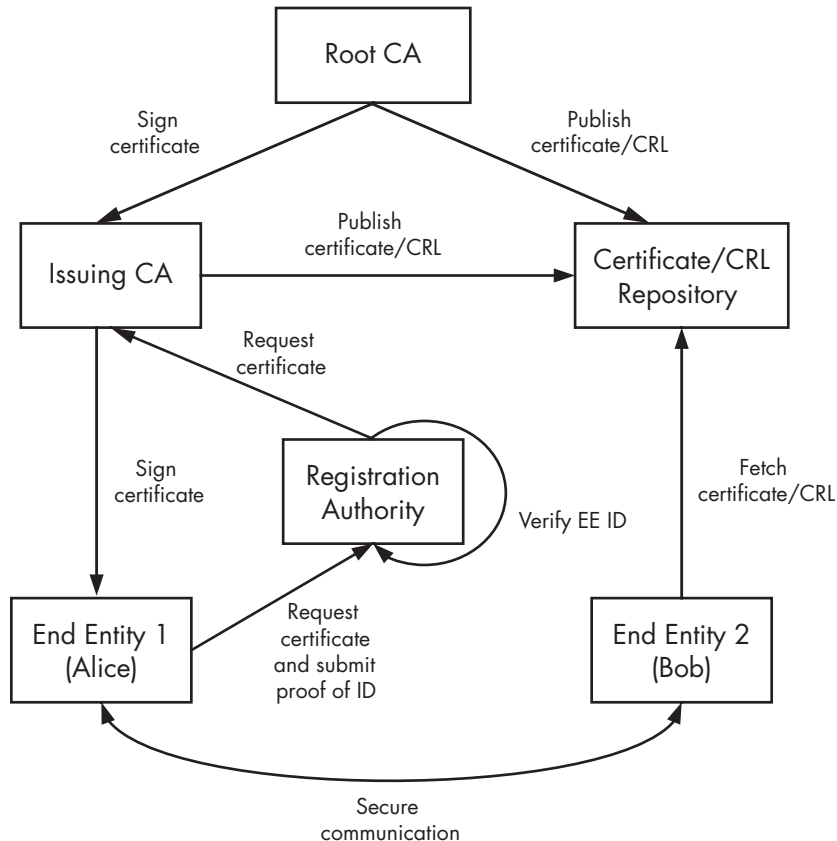 Root CA
Sign
certificate
Publish
certificate/CRL
Publish
certificate/CRL
Issuing CA
Certificate/CRL
Repository
Request
certificate
Sign
certificate
Registration
Authority
Verify EE ID
Fetch
certificate/CRL
End Entity 1
(Alice)
Request
certificate
and submit
proof of ID
End Entity 2
(Bob)
Secure
communication